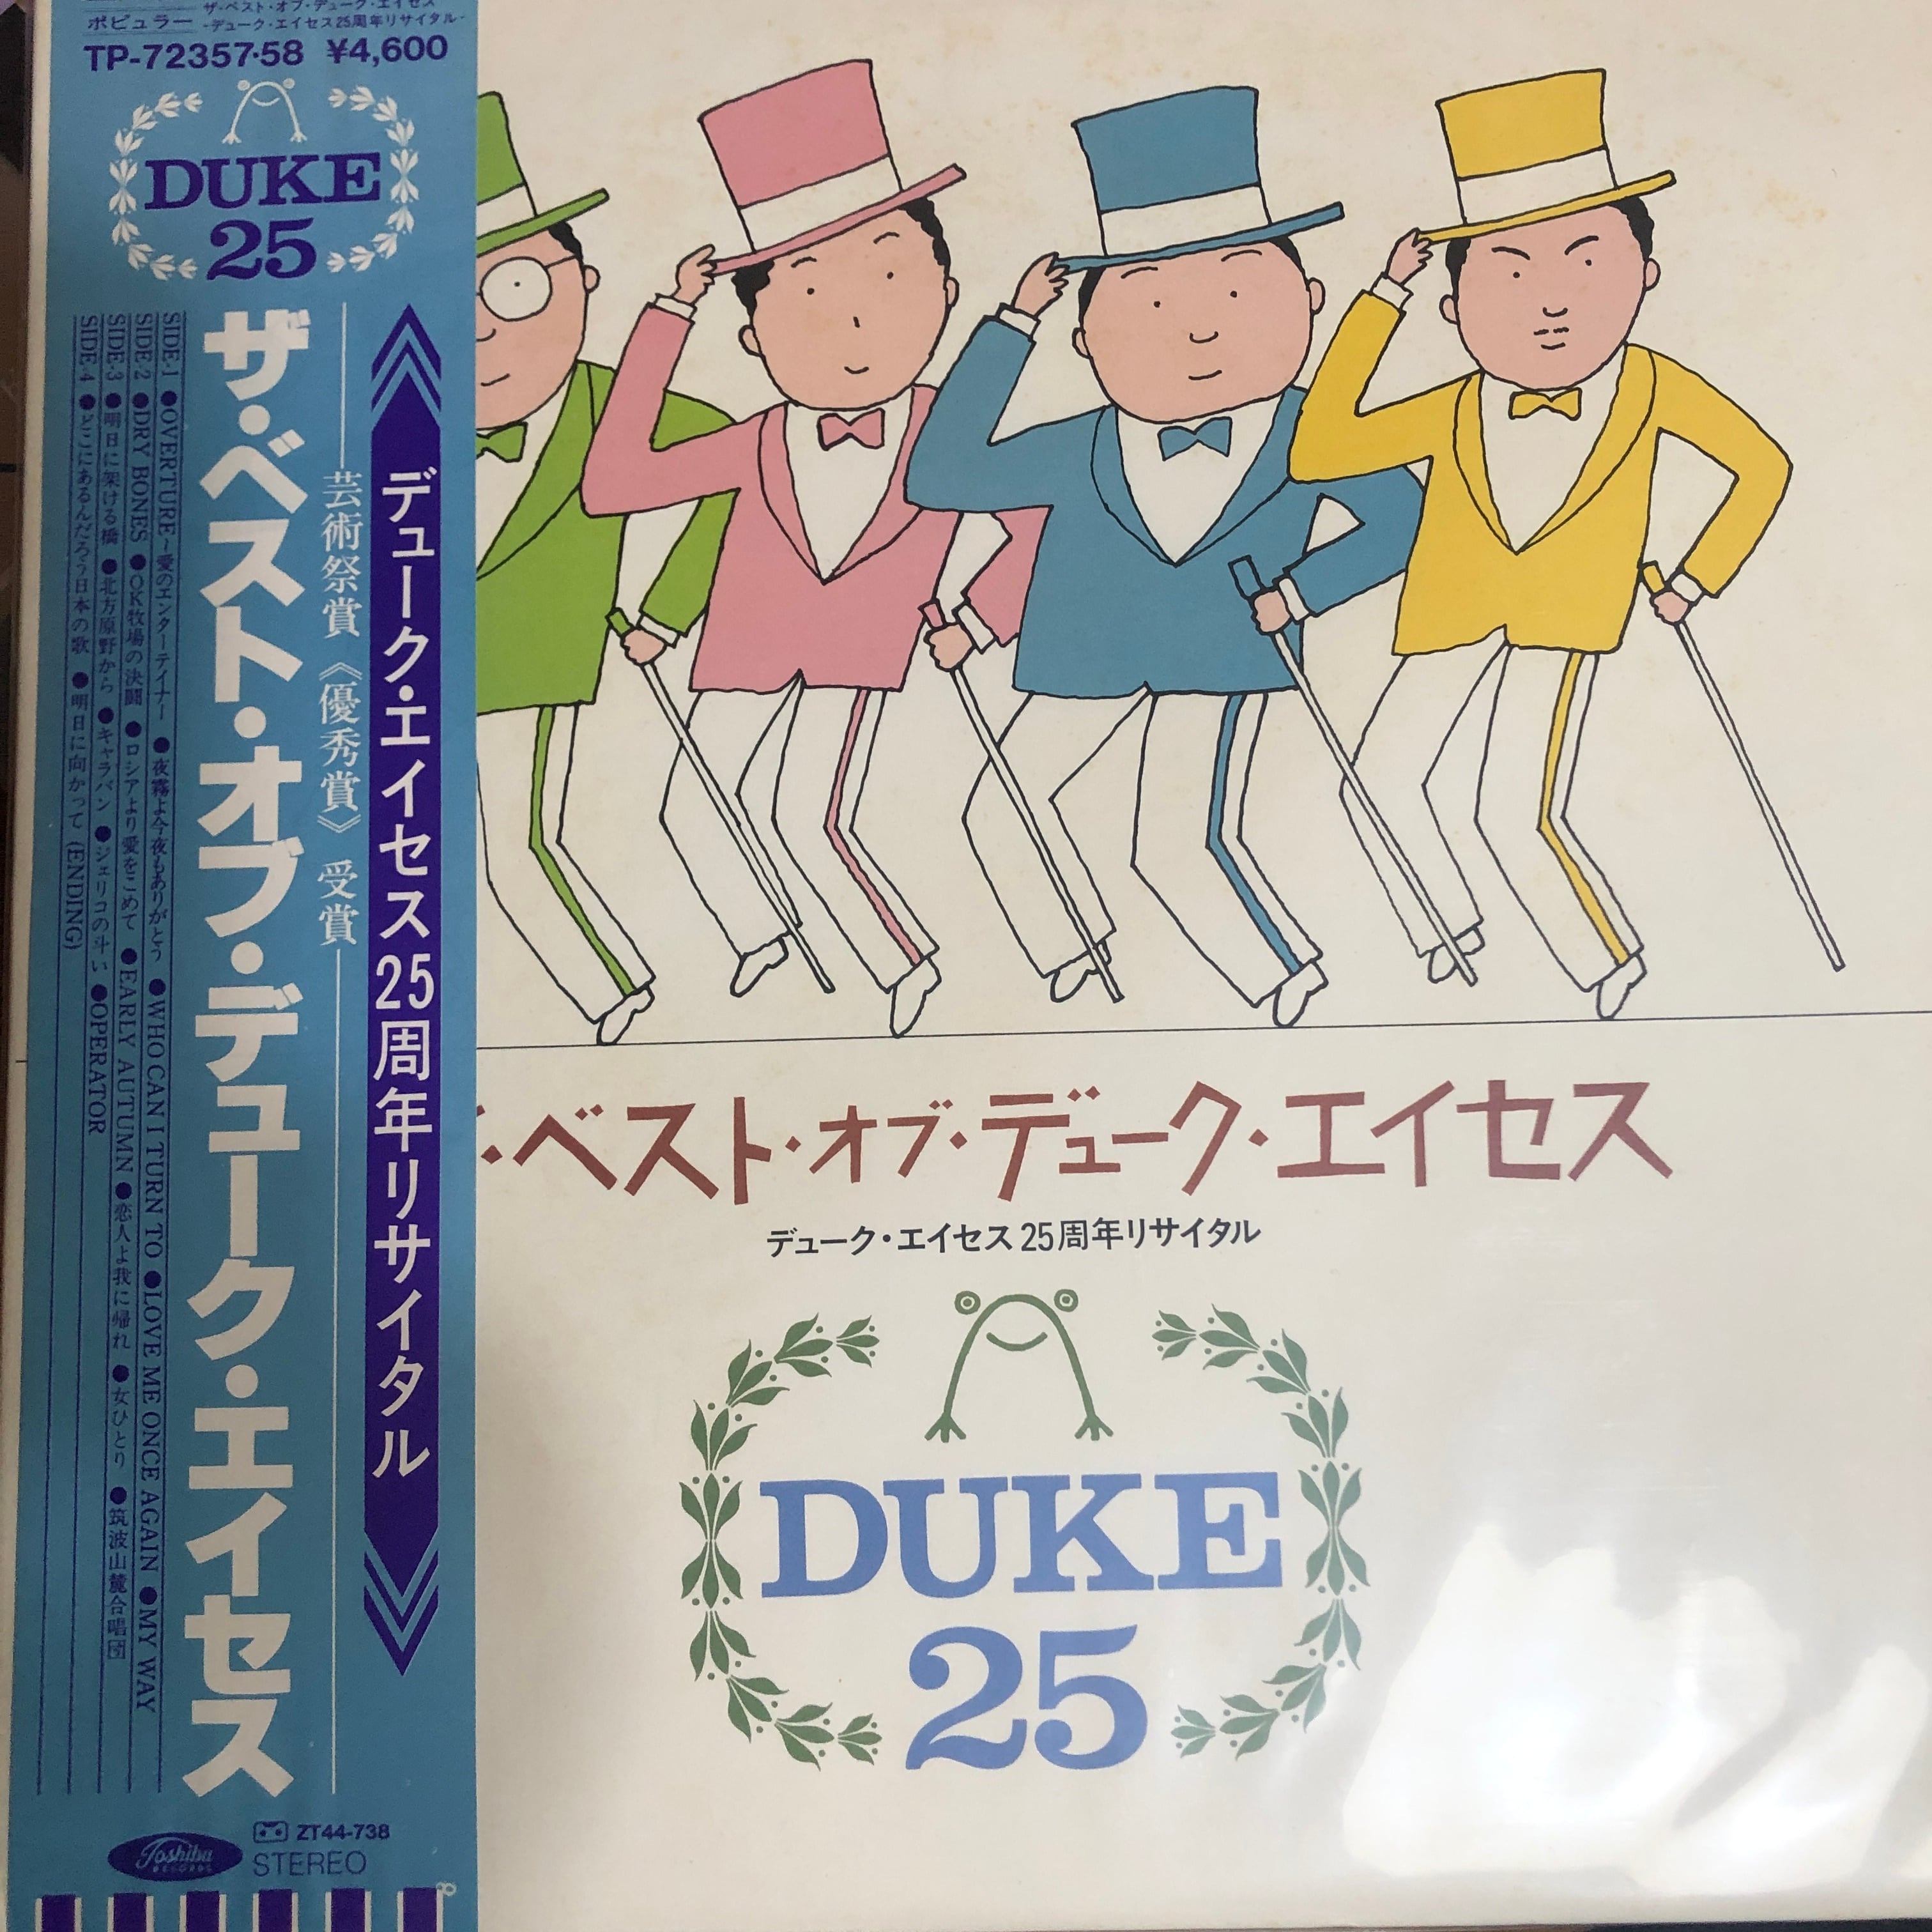 ザ・ベスト・オブ・デューク・エイセス
ポピュラー -デューク・エイセス25周年リサイタル-
TP-72357・58 ¥4,600
DUKE
25
デューク・エイセス25周年リサイタル
芸術祭賞《優秀賞》受賞
ザ・ベスト・オブ・デューク・エイセス
SIDE-1 ●OVERTURE~愛のエンターテイナー ●夜霧よ今夜もありがとう ●WHO CAN I TURN TO ●LOVE ME ONCE AGAIN ●MY WAY
SIDE-2 ●DRY BONES ●OK牧場の決闘 ●ロシアより愛をこめて ●EARLY AUTUMN ●恋人よ我に帰れ ●女ひとり ●筑波山麓合唱団
SIDE-3 ●明日に架ける橋 ●北方原野から ●キャラバン ●ジェリコの斗い ●OPERATOR
SIDE-4 ●どこにあるんだろう日本の歌 ●明日に向かって (ENDING)
Toshiba
RECORDS
ZT44-738
STEREO
・ベスト・オブ・デューク・エイセス
デューク・エイセス25周年リサイタル
DUKE
25